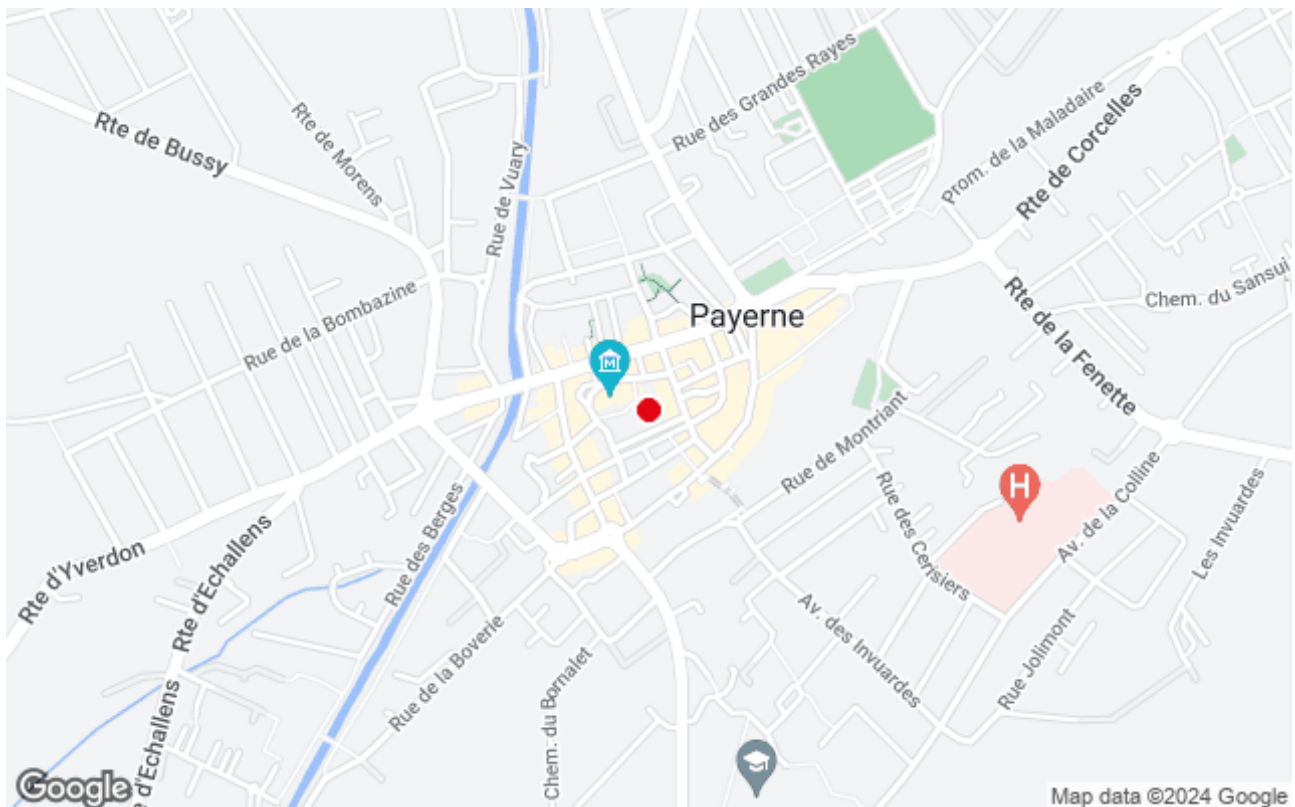 Rue des Grandes Rayes
Prom. de la Maladaire
Rte de Corcelles
Rte de Bussy
Rte de Morens
Rue de Vuary
Chem. du Sansui
Rue de la Bombazine
Payerne
Rte de la Fenette
M
Rue de Montriant
H
Rue des Cerisiers
Av. de la Colline
Les Invuardes
Rue des Berges
Rte d'Yverdon
Rte d'Echallens
Av. des Invuardes
Rue Jolimont
Rue de la Boverie
Chem. du Bornalet
e d'Echallens
Google
Map data ©2024 Google